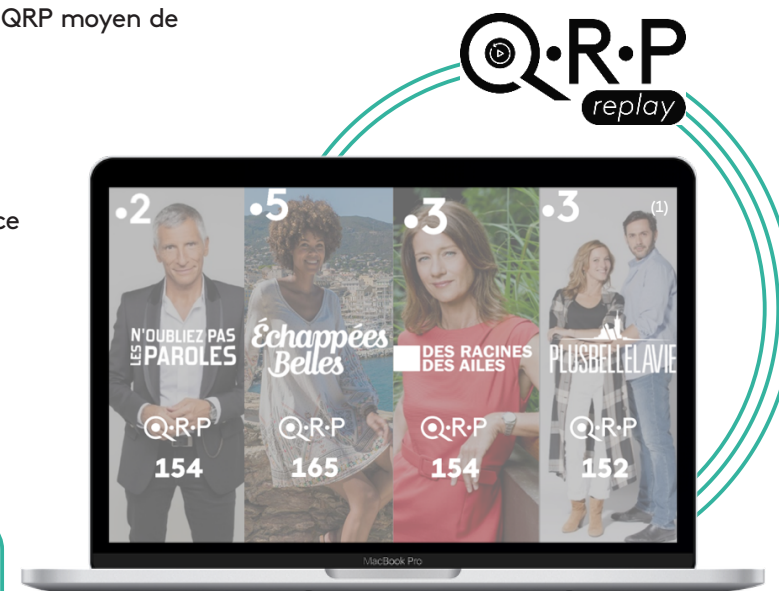 QRP moyen de
Q•R•P
replay
ce
•2
•5
•3
•3
(1)
N'OUBLIEZ PAS
LES PAROLES
Échappées
Belles
DES RACINES
DES AILES
PLUSBELLELAVIE
Q•R•P
154
Q•R•P
165
Q•R•P
154
Q•R•P
152
MacBook Pro